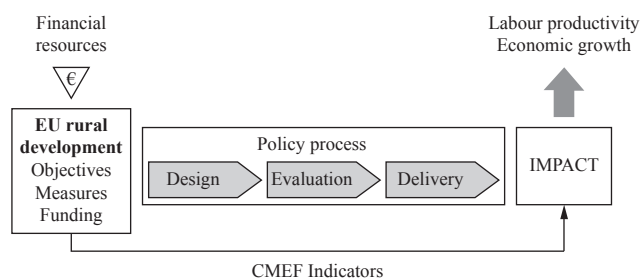 Financial
resources
€
EU rural
development
Objectives
Measures
Funding
Policy process
Design
Evaluation
Delivery
Labour productivity
Economic growth
IMPACT
CMEF Indicators